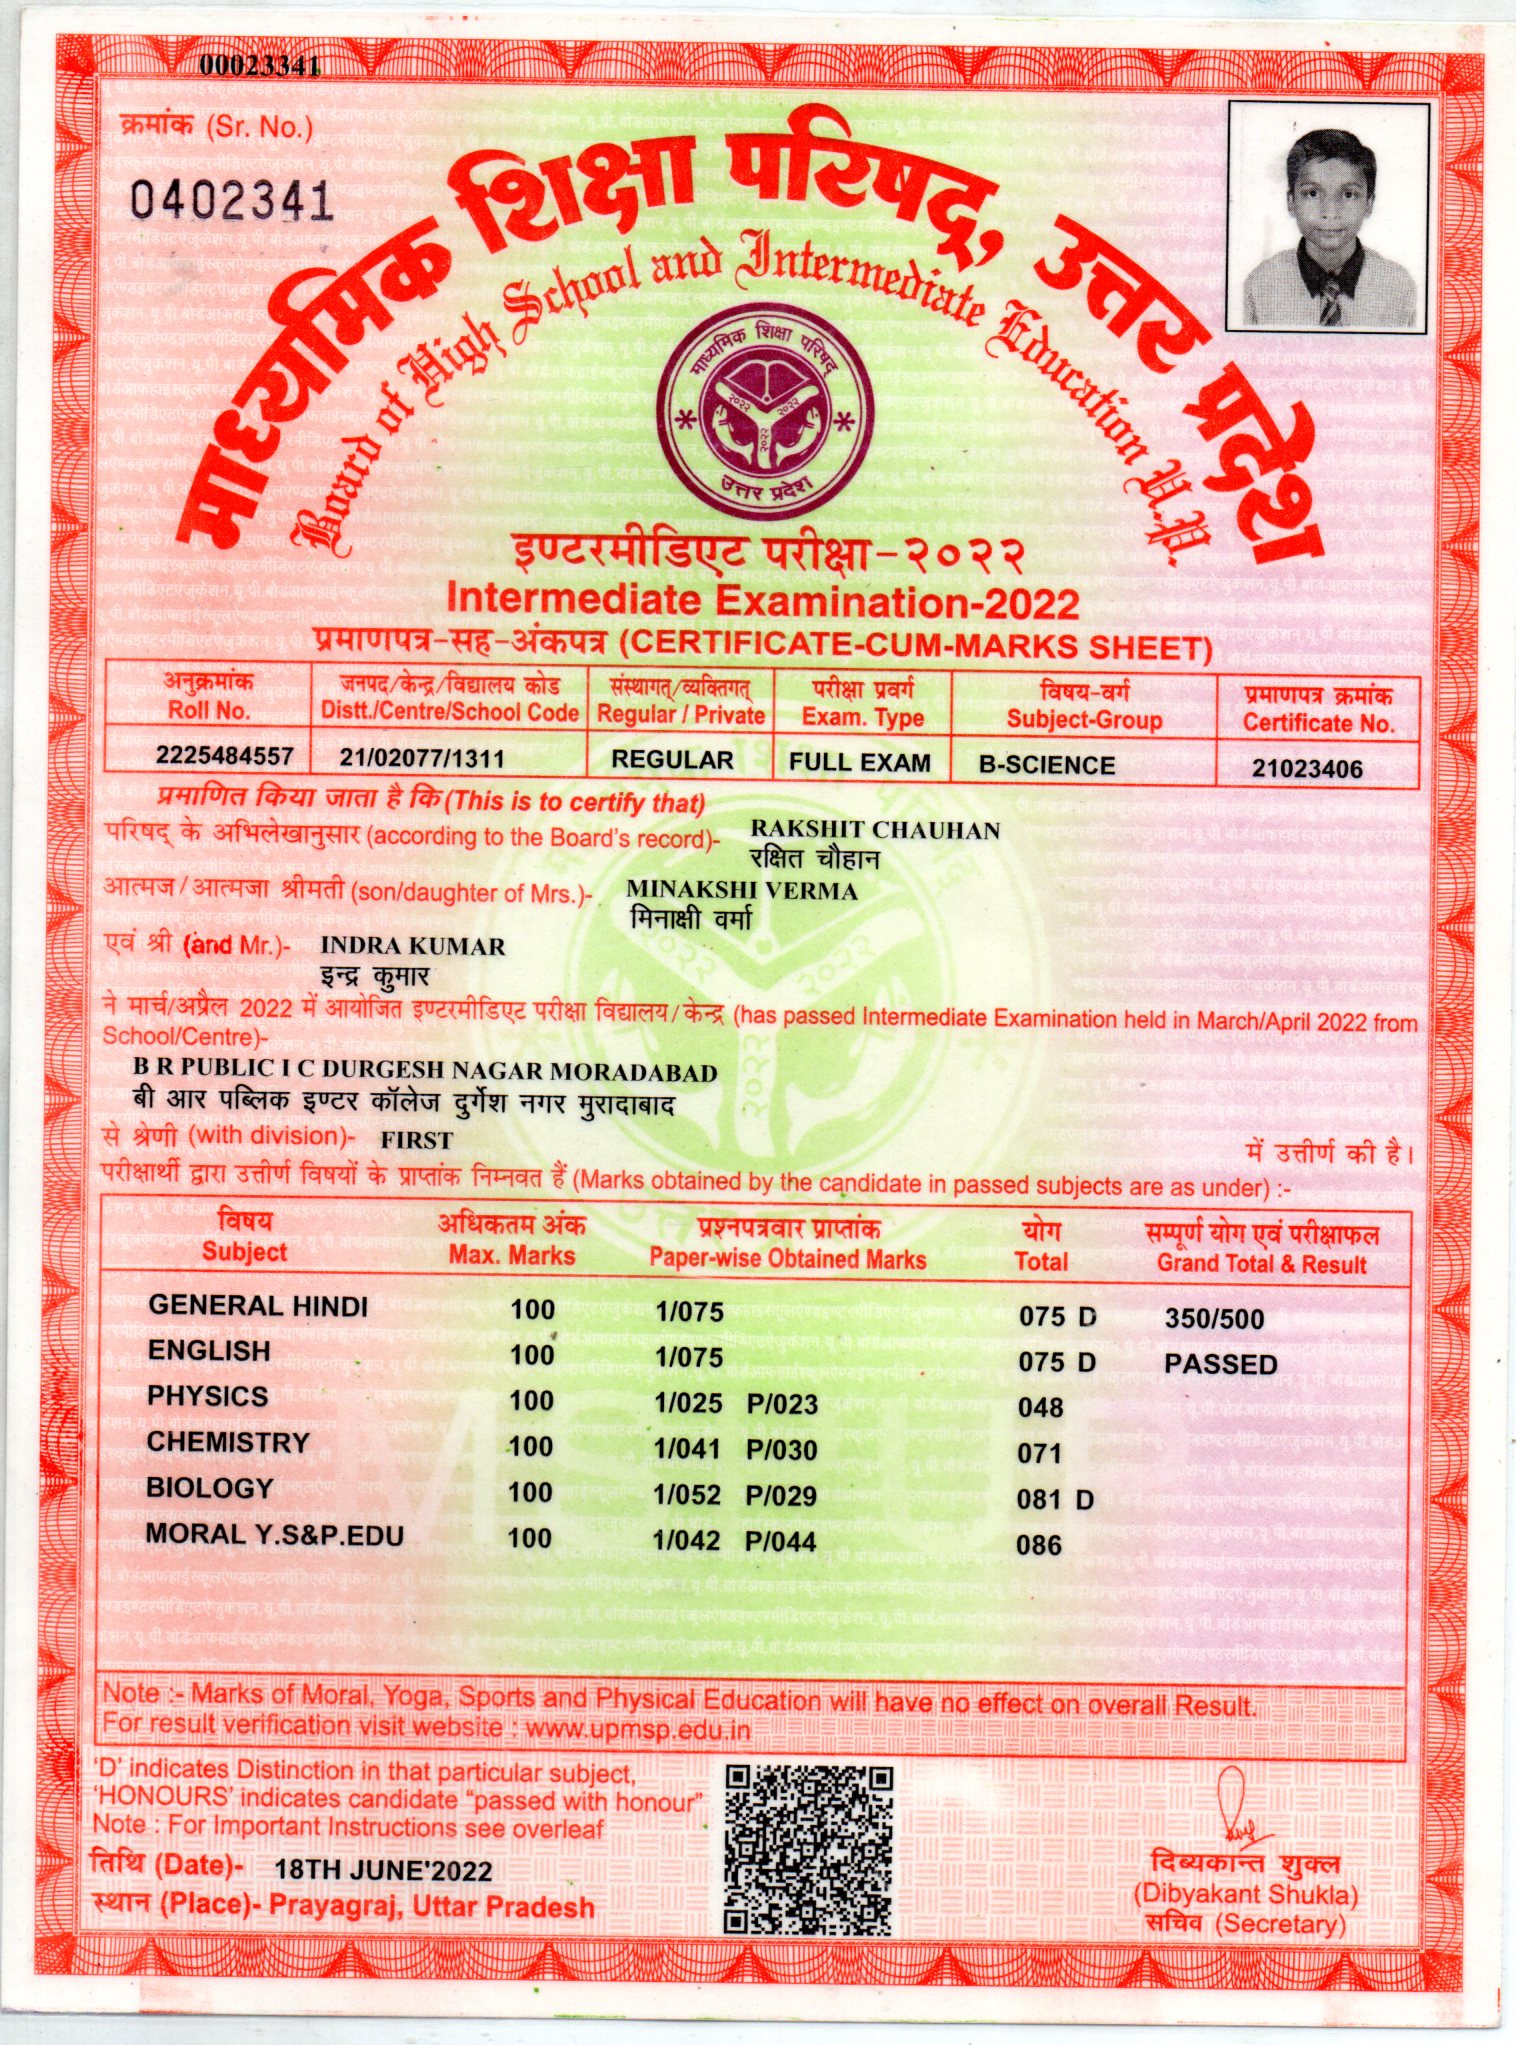 00023341
क्रमांक (Sr. No.)
0402341
माध्यमिक शिक्षा परिषद्, उत्तर प्रदेश
Board of High School and Intermediate Education U.P.
माध्यमिक शिक्षा परिषद्
२०२२ २०२२
२०२२
उत्तर प्रदेश
इण्टरमीडिएट परीक्षा-२०२२
Intermediate Examination-2022
प्रमाणपत्र-सह-अंकपत्र (CERTIFICATE-CUM-MARKS SHEET)
अनुक्रमांक जनपद/केन्द्र/विद्यालय कोड संस्थागत्/व्यक्तिगत् परीक्षा प्रवर्ग विषय-वर्ग प्रमाणपत्र क्रमांक
Roll No. Distt./Centre/School Code Regular / Private Exam. Type Subject-Group Certificate No.
2225484557 21/02077/1311 REGULAR FULL EXAM B-SCIENCE 21023406
प्रमाणित किया जाता है कि (This is to certify that)
परिषद् के अभिलेखानुसार (according to the Board's record)- RAKSHIT CHAUHAN
रक्षित चौहान
आत्मज/आत्मजा श्रीमती (son/daughter of Mrs.)- MINAKSHI VERMA
मिनाक्षी वर्मा
एवं श्री (and Mr.)- INDRA KUMAR
इन्द्र कुमार
ने मार्च/अप्रैल 2022 में आयोजित इण्टरमीडिएट परीक्षा विद्यालय/केन्द्र (has passed Intermediate Examination held in March/April 2022 from
School/Centre)-
B R PUBLIC I C DURGESH NAGAR MORADABAD
बी आर पब्लिक इण्टर कॉलेज दुर्गेश नगर मुरादाबाद
से श्रेणी (with division)- FIRST में उत्तीर्ण की है।
परीक्षार्थी द्वारा उत्तीर्ण विषयों के प्राप्तांक निम्नवत हैं (Marks obtained by the candidate in passed subjects are as under) :-
विषय अधिकतम अंक प्रश्नपत्रवार प्राप्तांक योग सम्पूर्ण योग एवं परीक्षाफल
Subject Max. Marks Paper-wise Obtained Marks Total Grand Total & Result
GENERAL HINDI 100 1/075 075 D 350/500
ENGLISH 100 1/075 075 D PASSED
PHYSICS 100 1/025 P/023 048
CHEMISTRY 100 1/041 P/030 071
BIOLOGY 100 1/052 P/029 081 D
MORAL Y.S&P.EDU 100 1/042 P/044 086
Note :- Marks of Moral, Yoga, Sports and Physical Education will have no effect on overall Result.
For result verification visit website : www.upmsp.edu.in
'D' indicates Distinction in that particular subject,
'HONOURS' indicates candidate "passed with honour"
Note : For Important Instructions see overleaf
तिथि (Date)- 18TH JUNE'2022
स्थान (Place)- Prayagraj, Uttar Pradesh
दिब्यकान्त शुक्ल
(Dibyakant Shukla)
सचिव (Secretary)